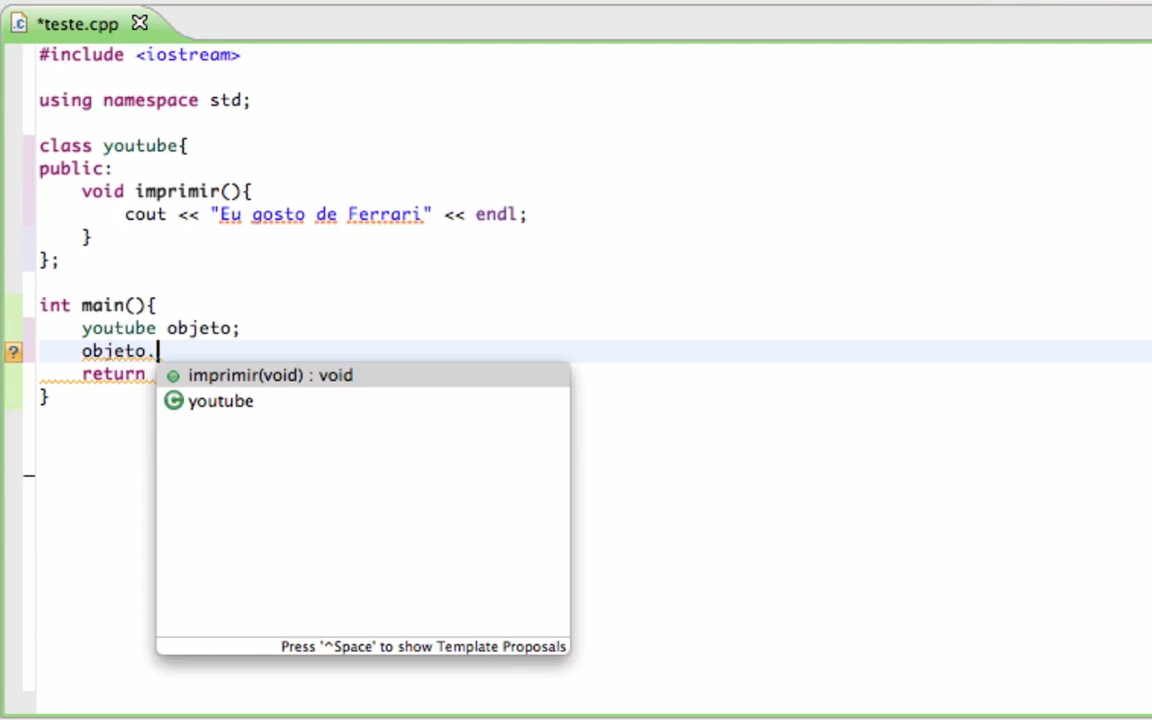 *teste.cpp
#include <iostream>
using namespace std;
class youtube{
public:
void imprimir(){
cout << "Eu gosto de Ferrari" << endl;
}
};
int main(){
youtube objeto;
objeto.
return
}
imprimir(void) : void
youtube
Press '^Space' to show Template Proposals